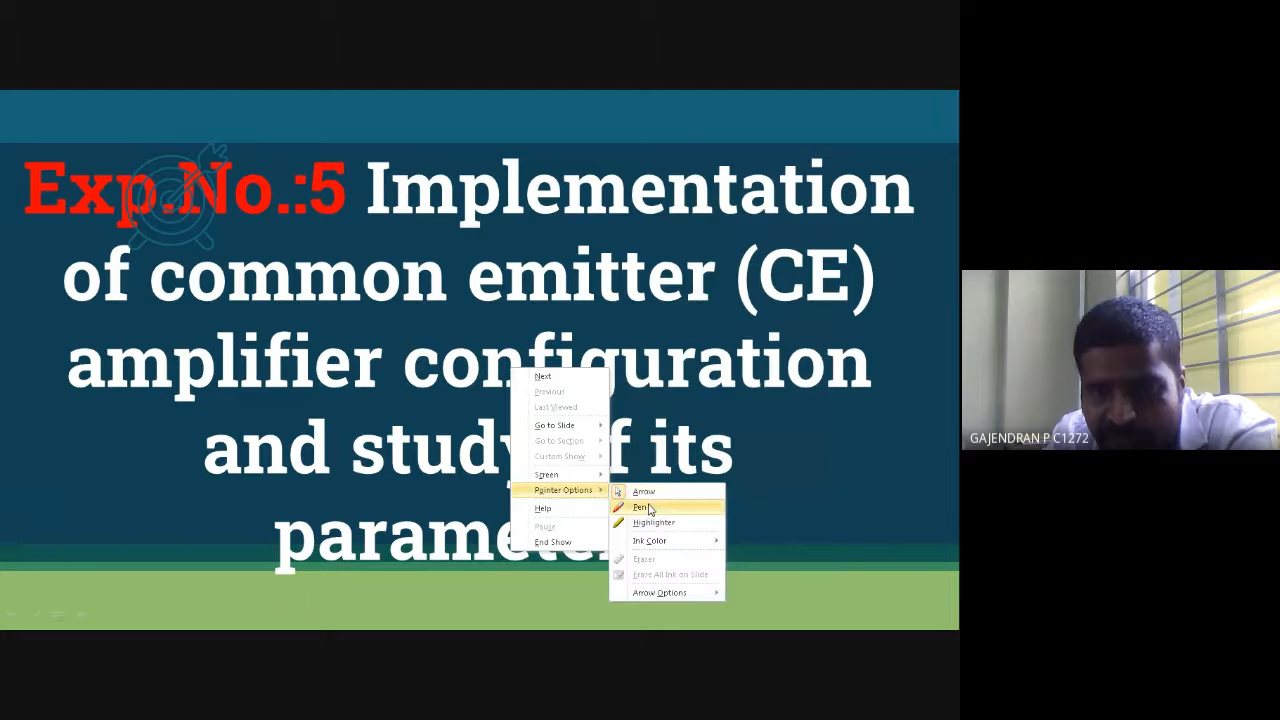 Exp.No.:5 Implementation
of common emitter (CE)
amplifier configuration
and study of its
parameter
Next
Previous
Last Viewed
Go to Slide
Go to Section
Custom Show
Screen
Pointer Options
Help
Pause
End Show
Arrow
Pen
Highlighter
Ink Color
Eraser
Erase All Ink on Slide
Arrow Options
GAJENDRAN P C1272